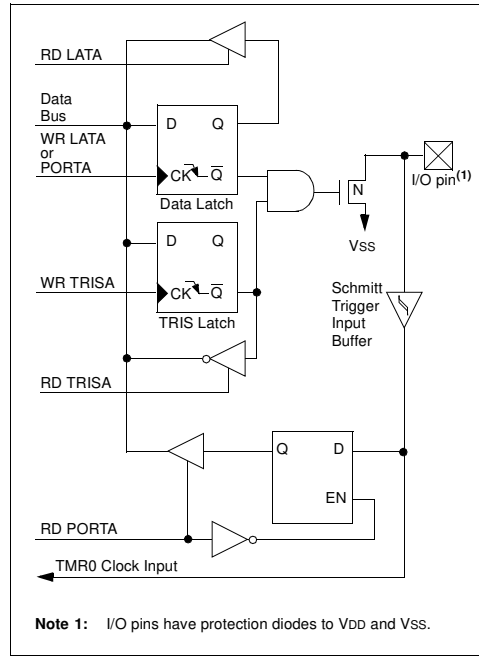 RD LATA
Data
Bus
D Q
WR LATA
or
PORTA
CK Q
Data Latch
I/O pin(1)
N
VSS
D Q
WR TRISA
CK Q
TRIS Latch
Schmitt
Trigger
Input
Buffer
RD TRISA
Q D
EN
RD PORTA
TMR0 Clock Input
Note 1: I/O pins have protection diodes to VDD and VSS.